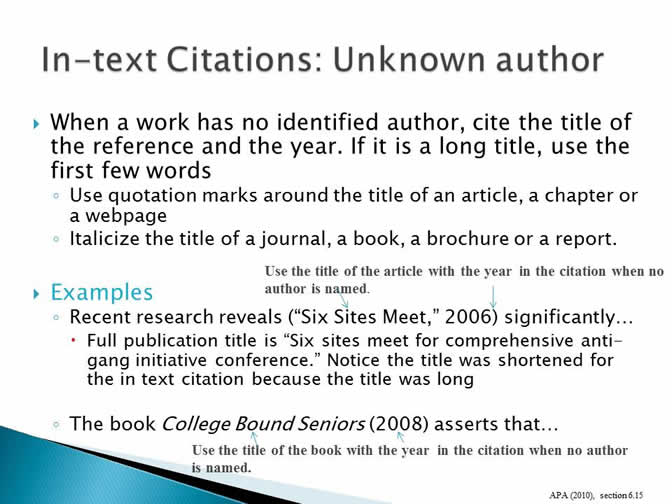 In-text Citations: Unknown author
When a work has no identified author, cite the title of
the reference and the year. If it is a long title, use the
first few words
Use quotation marks around the title of an article, a chapter or
a webpage
Italicize the title of a journal, a book, a brochure or a report.
Use the title of the article with the year in the citation when no
author is named.
Examples
Recent research reveals (“Six Sites Meet,” 2006) significantly…
Full publication title is “Six sites meet for comprehensive anti-
gang initiative conference.” Notice the title was shortened for
the in text citation because the title was long
The book College Bound Seniors (2008) asserts that…
Use the title of the book with the year in the citation when no author
is named.
APA (2010), section 6.15